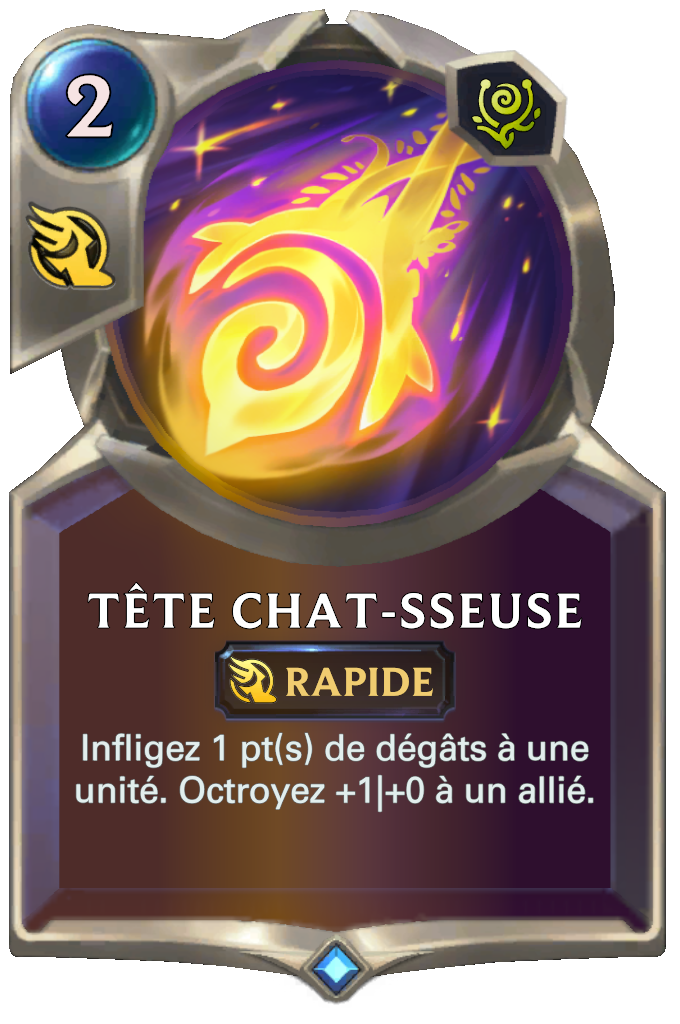 2
TÊTE CHAT-SSEUSE
RAPIDE
Infligez 1 pt(s) de dégâts à une
unité. Octroyez +1|+0 à un allié.